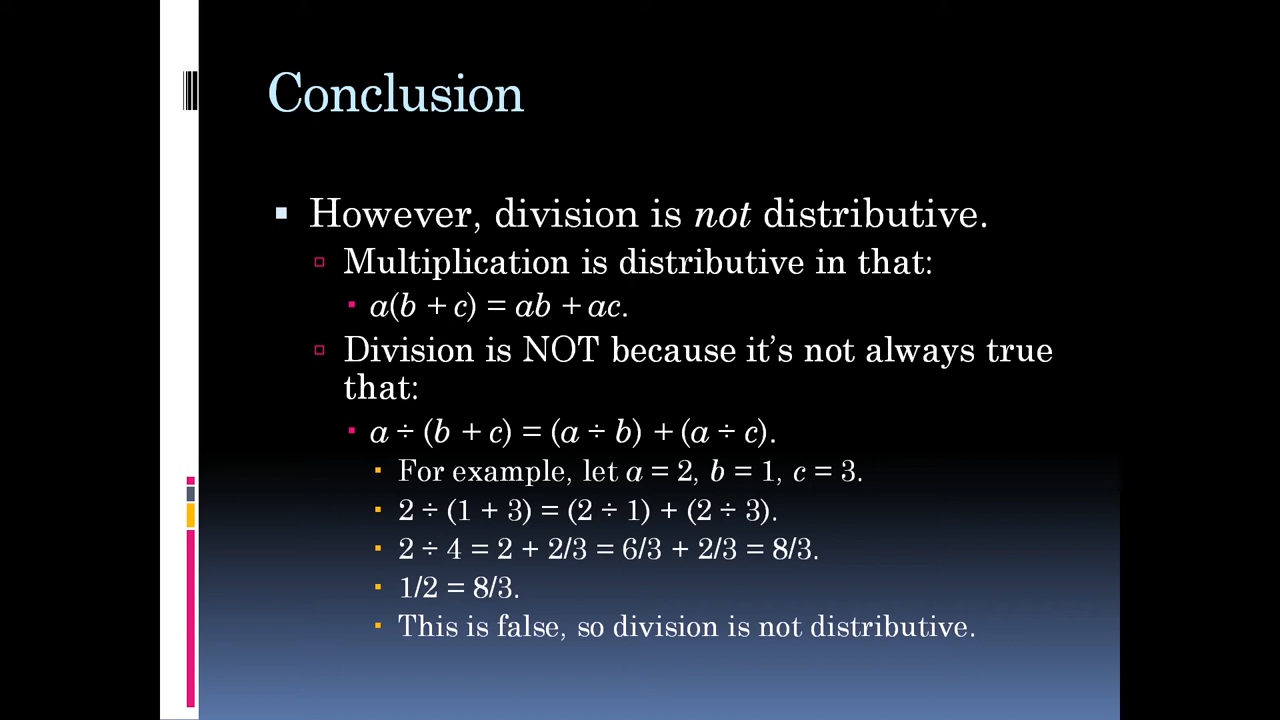 Conclusion
However, division is not distributive.
Multiplication is distributive in that:
a(b + c) = ab + ac.
Division is NOT because it’s not always true
that:
a ÷ (b + c) = (a ÷ b) + (a ÷ c).
For example, let a = 2, b = 1, c = 3.
2 ÷ (1 + 3) = (2 ÷ 1) + (2 ÷ 3).
2 ÷ 4 = 2 + 2/3 = 6/3 + 2/3 = 8/3.
1/2 = 8/3.
This is false, so division is not distributive.